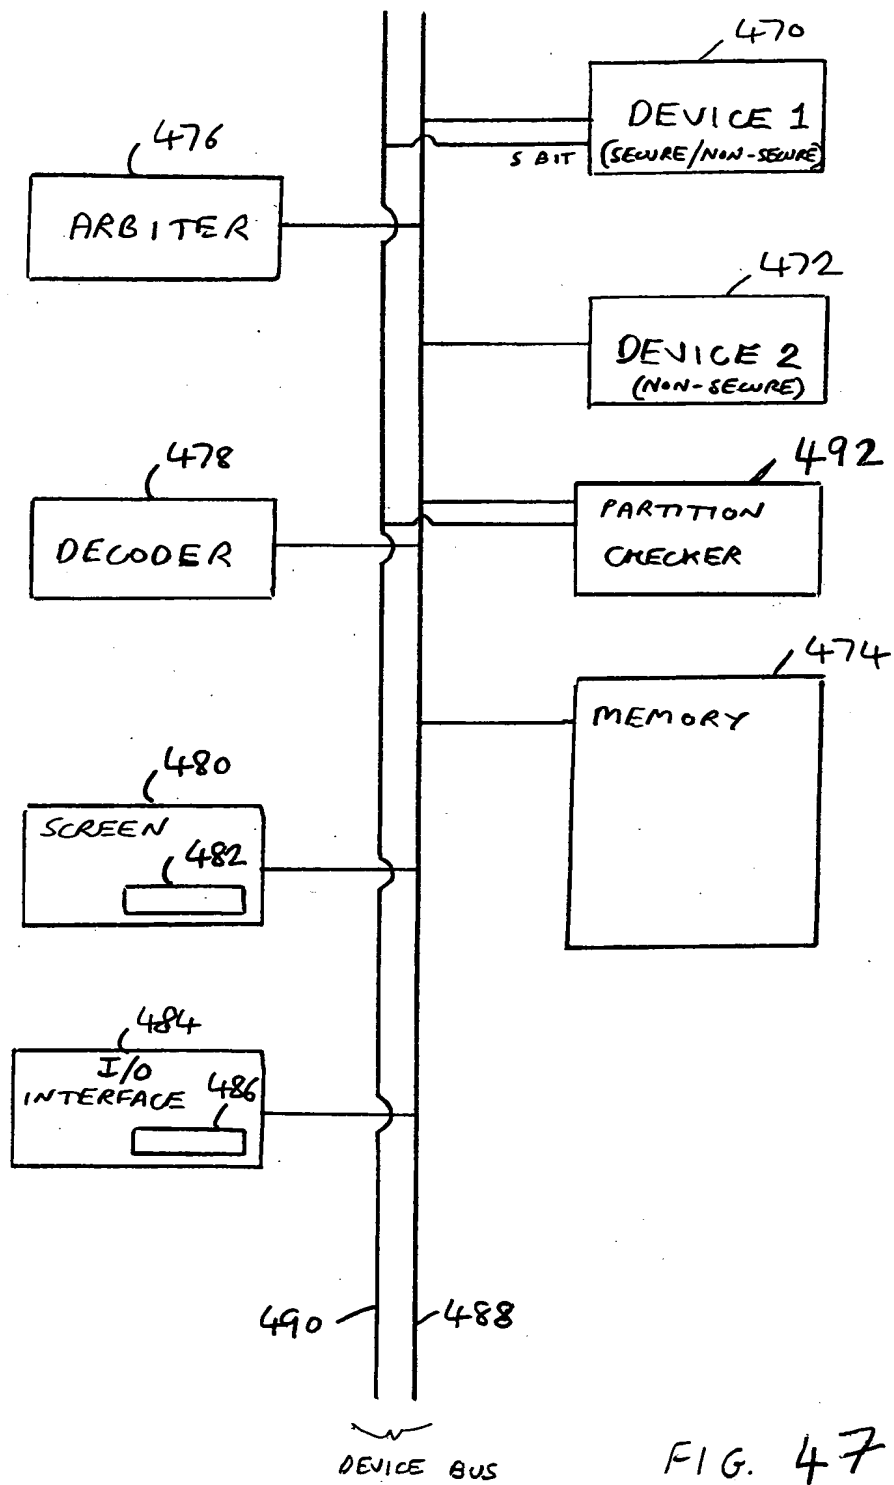 470
DEVICE 1
(SECURE/NON-SECURE)
S BIT
476
ARBITER
472
DEVICE 2
(NON-SECURE)
478
DECODER
492
PARTITION
CHECKER
474
MEMORY
480
SCREEN
482
484
I/O
INTERFACE
486
490
488
DEVICE BUS
FIG. 47